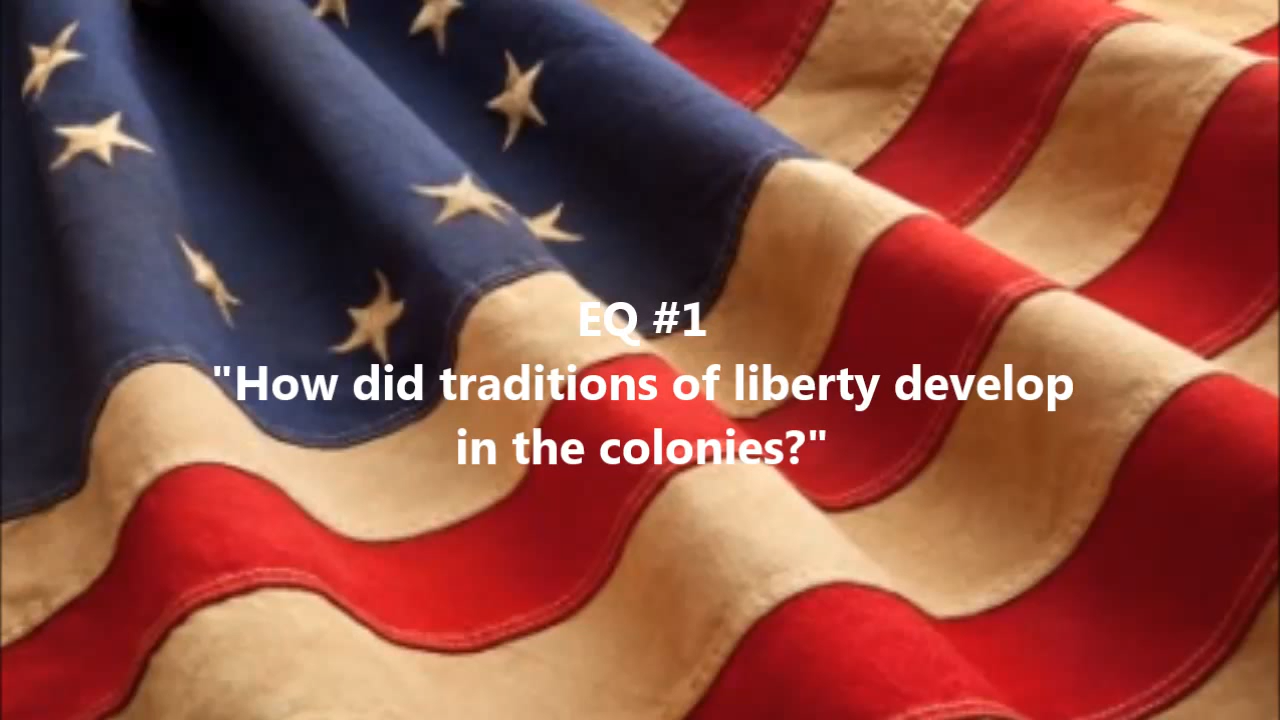 EQ #1
"How did traditions of liberty develop
in the colonies?"